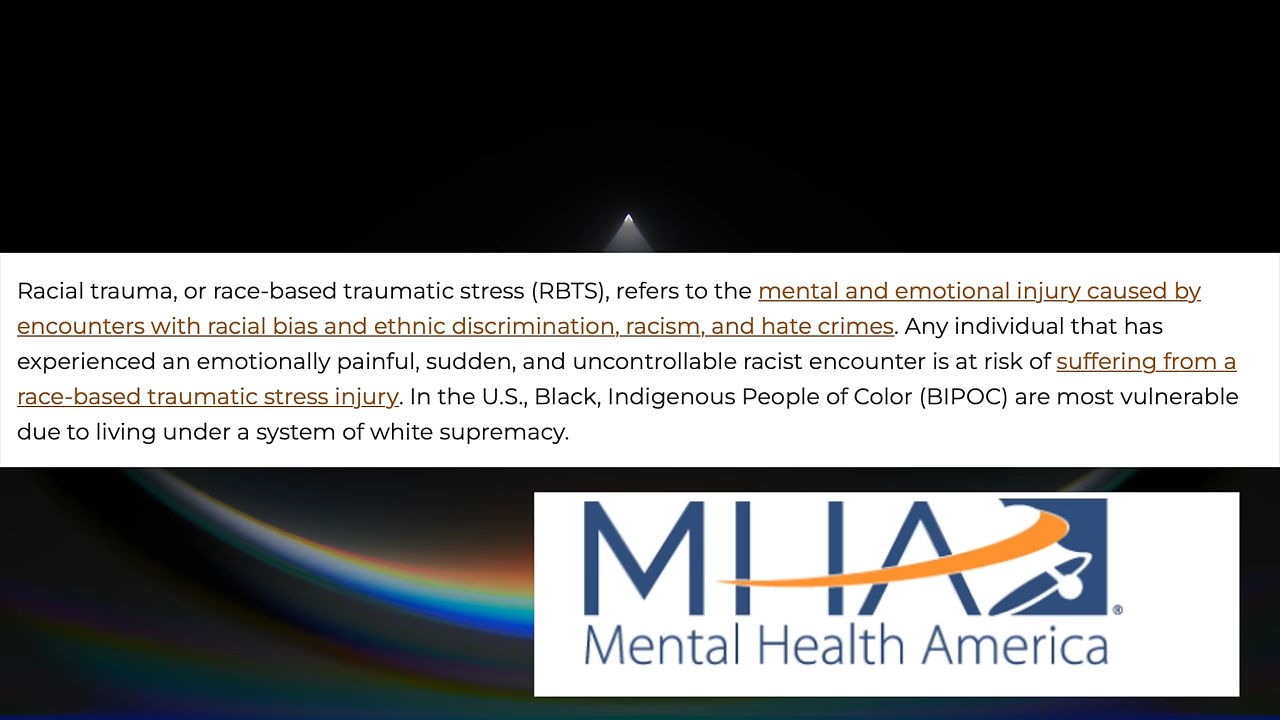 Racial trauma, or race-based traumatic stress (RBTS), refers to the mental and emotional injury caused by
encounters with racial bias and ethnic discrimination, racism, and hate crimes. Any individual that has
experienced an emotionally painful, sudden, and uncontrollable racist encounter is at risk of suffering from a
race-based traumatic stress injury. In the U.S., Black, Indigenous People of Color (BIPOC) are most vulnerable
due to living under a system of white supremacy.
MHA®
Mental Health America